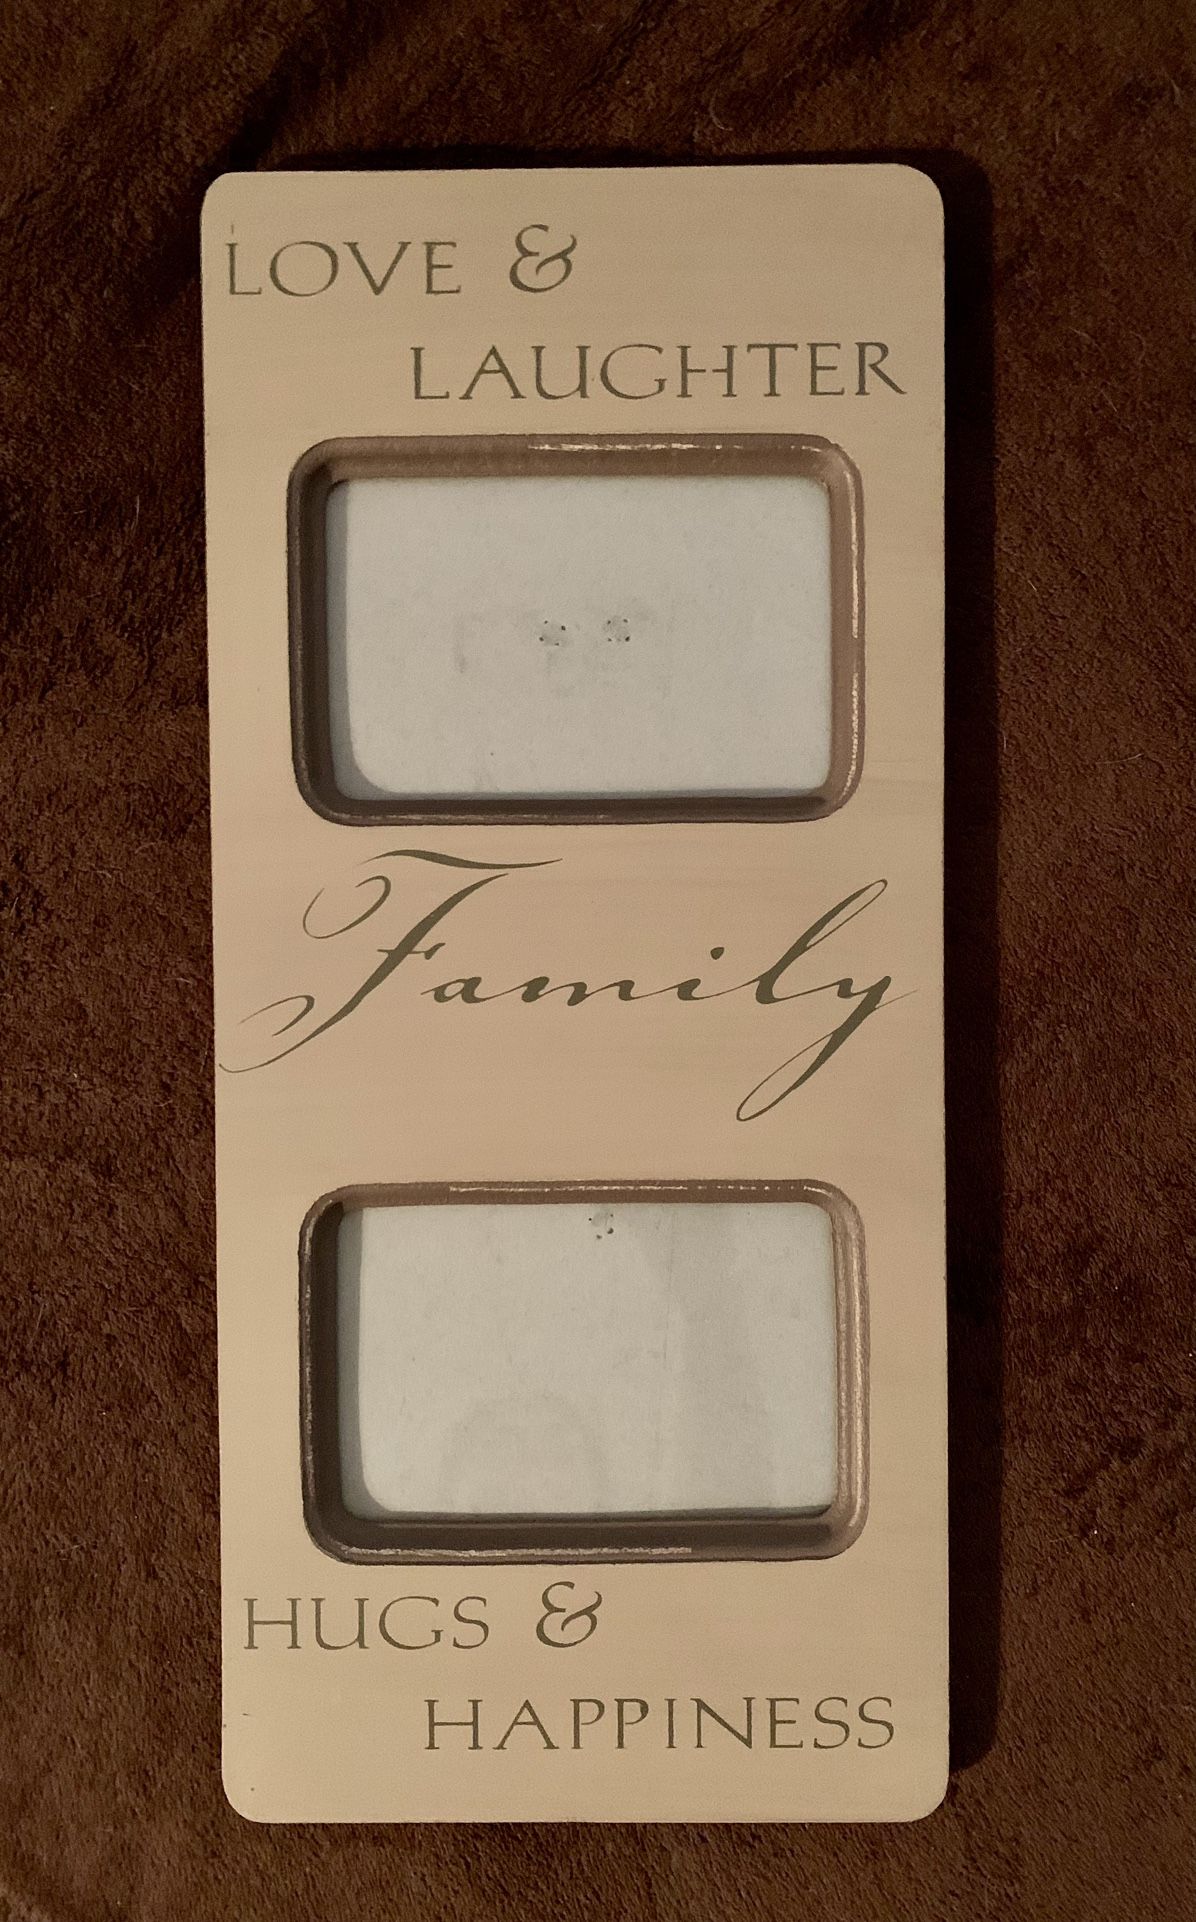 LOVE &
LAUGHTER
Family
HUGS &
HAPPINESS